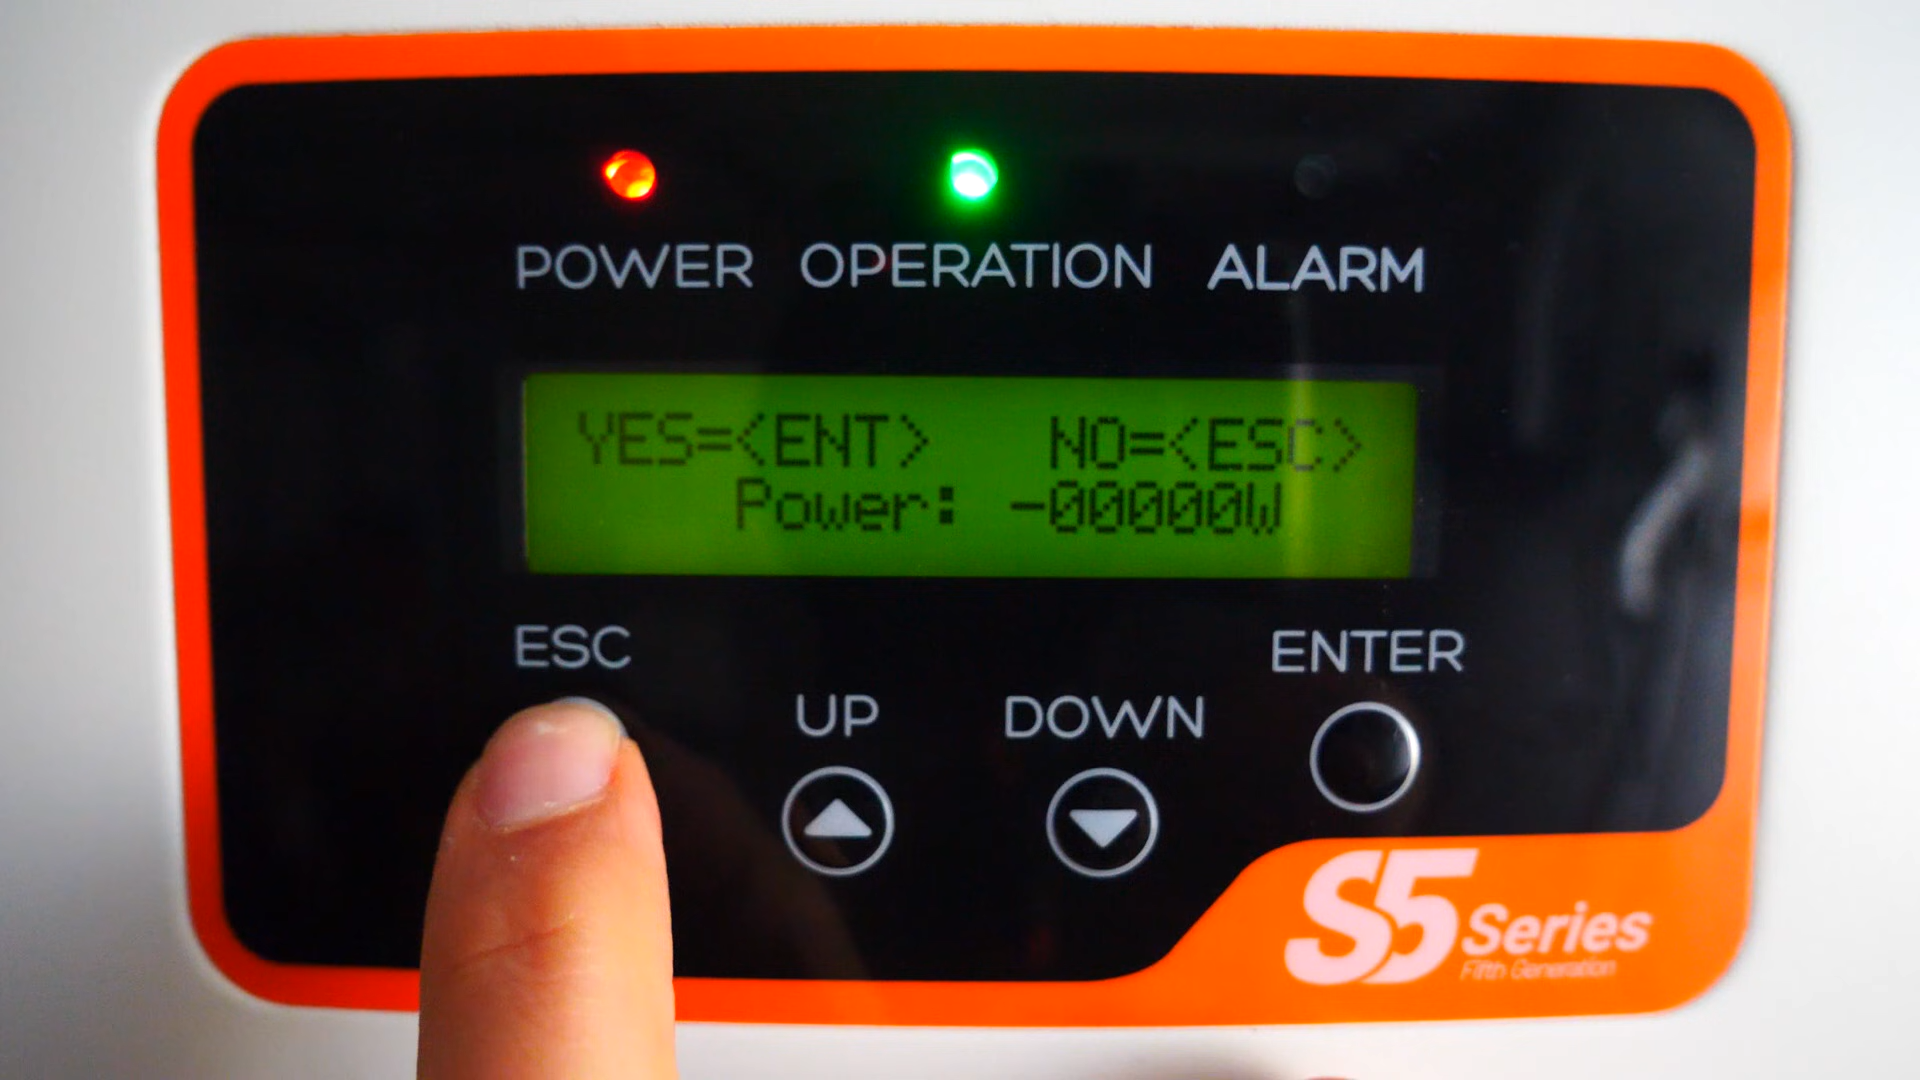 POWER OPERATION ALARM
YES=<ENT> NO=<ESC>
Power: -00000W
ESC ENTER
UP DOWN
S5 Series
Fifth Generation